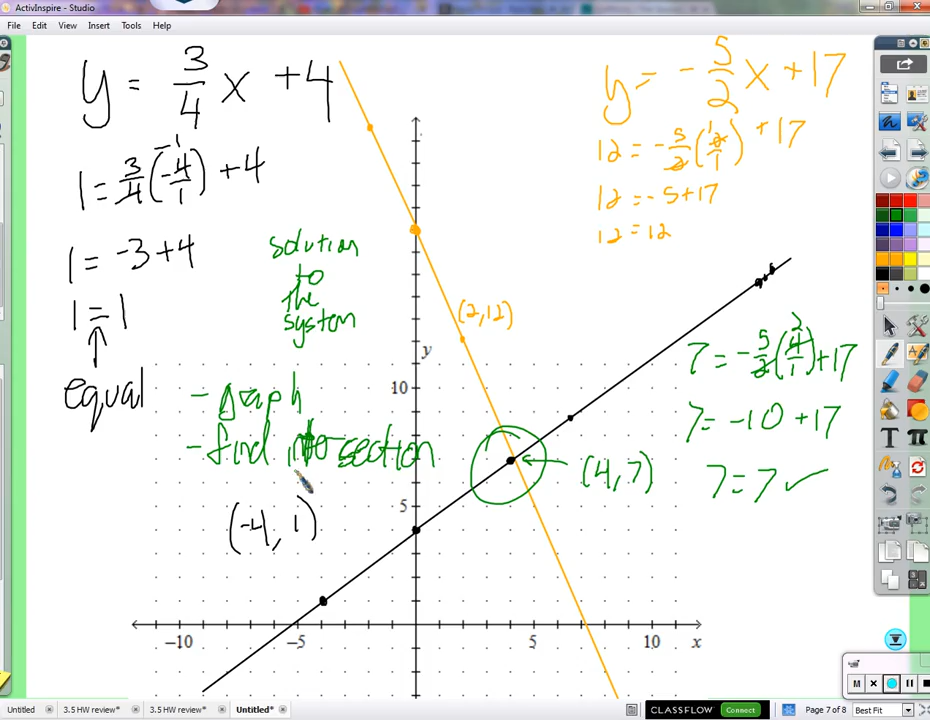 ActivInspire - Studio
File Edit View Insert Tools Help
y = 3/4 x + 4
1 = 3/4 (-4/1) + 4
-1
1 = -3 + 4
1 = 1
equal
solution
to
the
system
- graph
- find intersection
(-4, 1)
y = -5/2 x + 17
12 = -5/2 (2/1) + 17
1
12 = -5 + 17
12 = 12
(2, 12)
y
10
5
-10 -5 5 10 x
(4, 7)
7 = -5/2 (4/1) + 17
2
7 = -10 + 17
7 = 7 ✓
Untitled 3.5 HW review* 3.5 HW review* Untitled* CLASSFLOW Connect Page 7 of 8 Best Fit
M